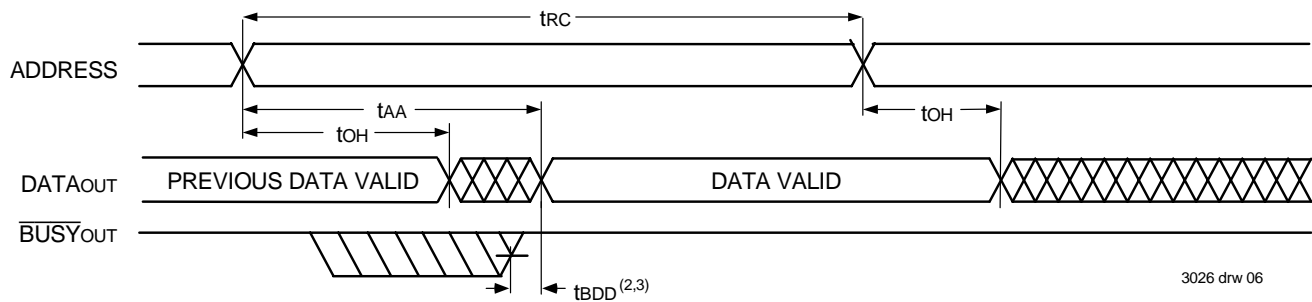 tRC
ADDRESS
tAA
tOH
tOH
DATAOUT
PREVIOUS DATA VALID
DATA VALID
BUSYOUT
tBDD (2,3)
3026 drw 06